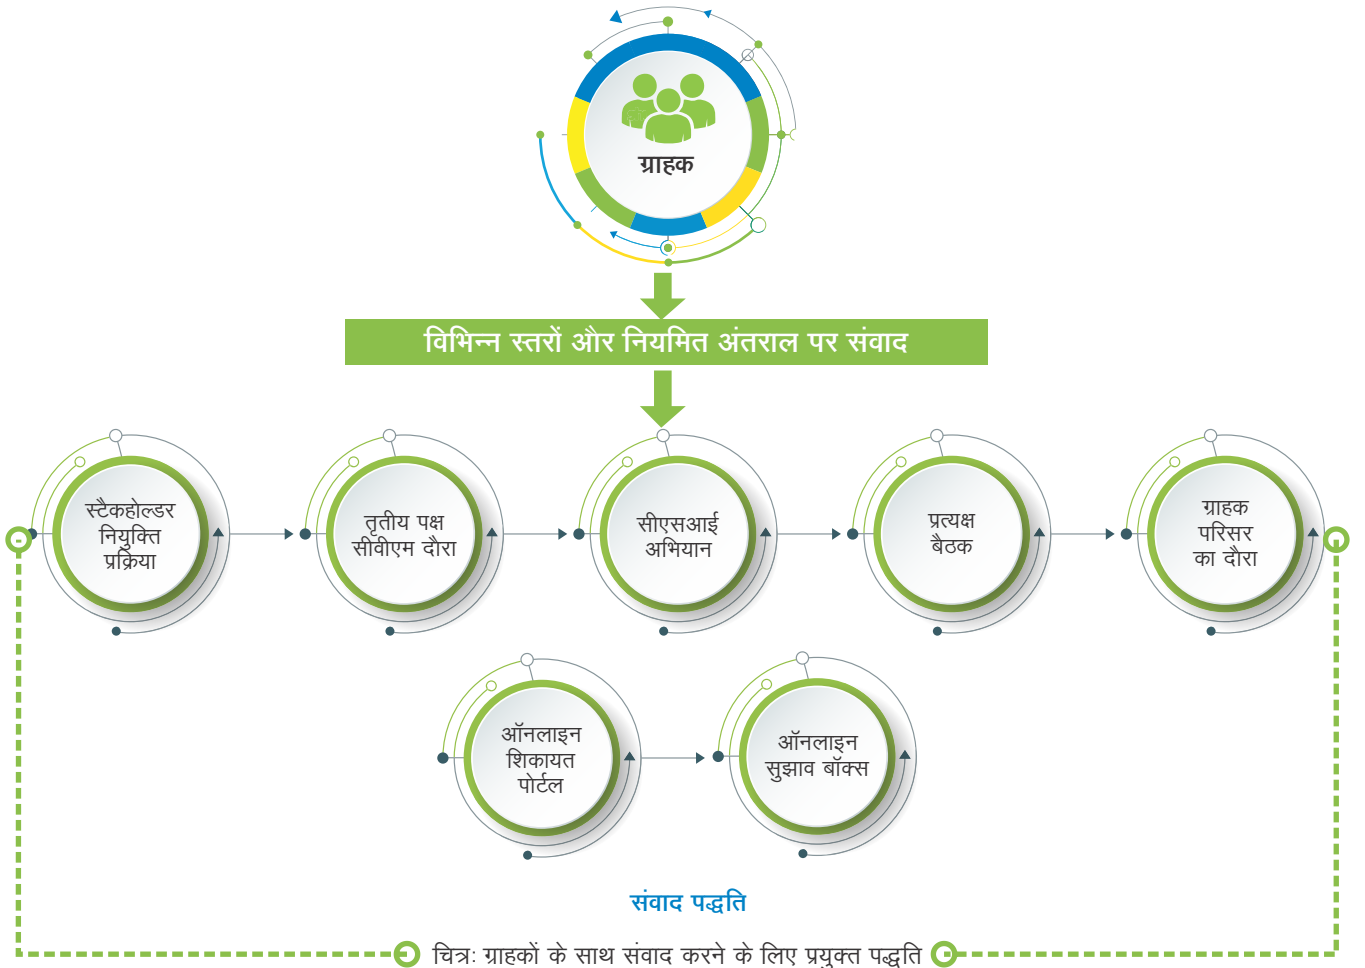 ग्राहक
विभिन्न स्तरों और नियमित अंतराल पर संवाद
स्टैकहोल्डर
नियुक्ति
प्रक्रिया
तृतीय पक्ष
सीवीएम दौरा
सीएसआई
अभियान
प्रत्यक्ष
बैठक
ग्राहक
परिसर
का दौरा
ऑनलाइन
शिकायत
पोर्टल
ऑनलाइन
सुझाव बॉक्स
संवाद पद्धति
चित्र: ग्राहकों के साथ संवाद करने के लिए प्रयुक्त पद्धति